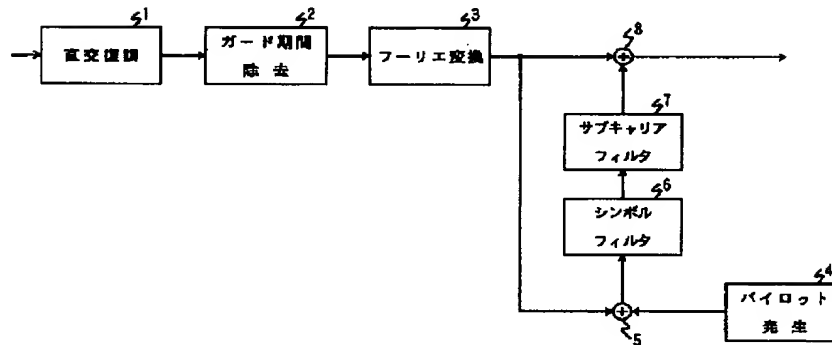 1
直交復調
2
ガード期間
除去
3
フーリエ変換
8
7
サブキャリア
フィルタ
6
シンボル
フィルタ
4
パイロット
発生
5